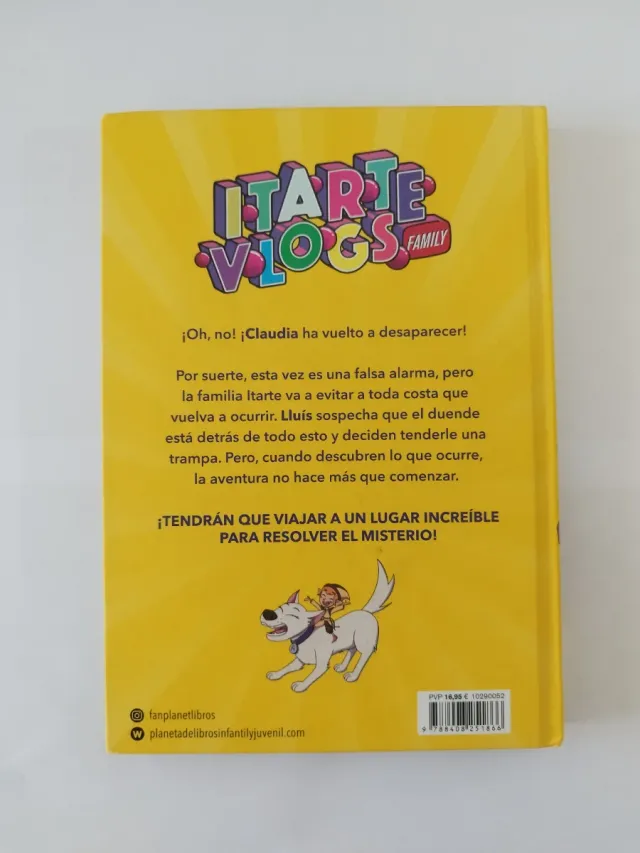 ITARTE
VLOGS
FAMILY
¡Oh, no! ¡Claudia ha vuelto a desaparecer!
Por suerte, esta vez es una falsa alarma, pero
la familia Itarte va a evitar a toda costa que
vuelva a ocurrir. Lluís sospecha que el duende
está detrás de todo esto y deciden tenderle una
trampa. Pero, cuando descubren lo que ocurre,
la aventura no hace más que comenzar.
¡TENDRÁN QUE VIAJAR A UN LUGAR INCREÍBLE
PARA RESOLVER EL MISTERIO!
PVP 16,95 € 10290052
9 788408 251866
fanplanetlibros
planetadelibrosinfantilyjuvenil.com